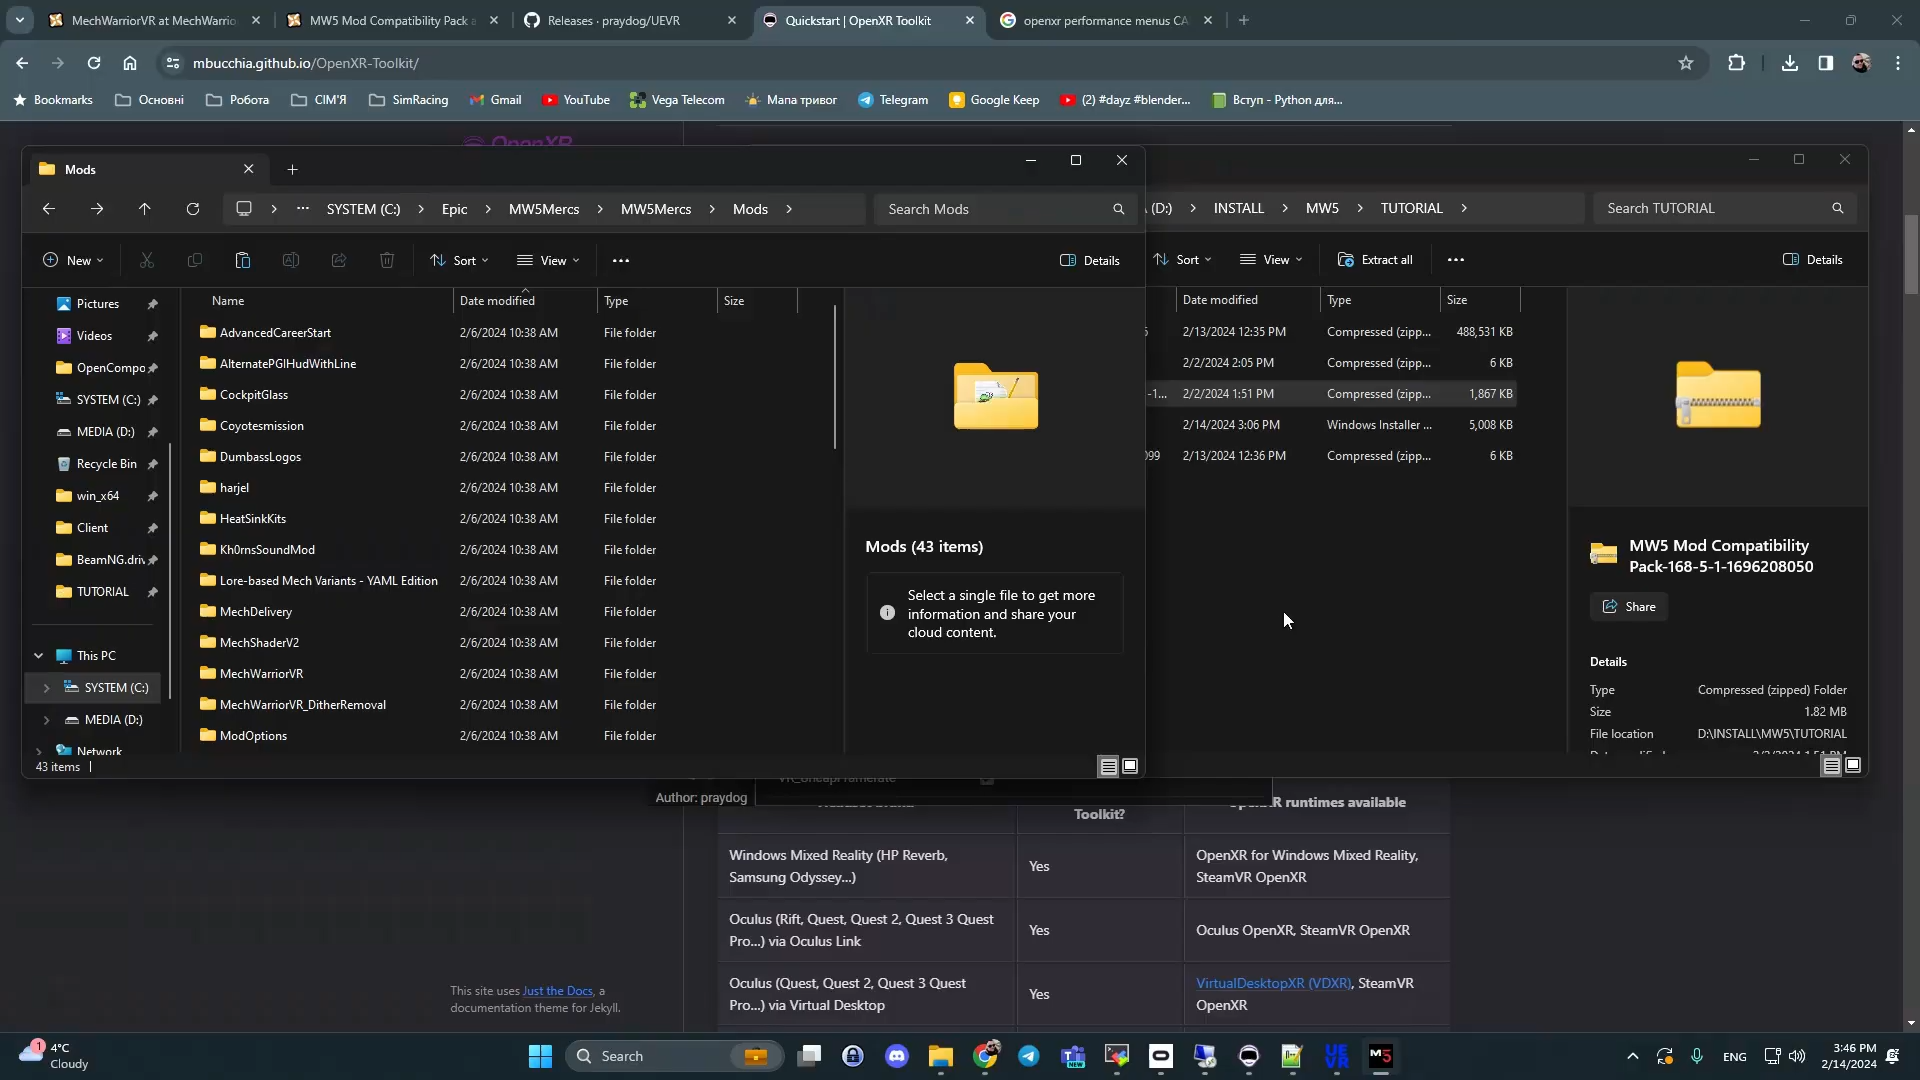 MechWarriorVR at MechWarrio
MW5 Mod Compatibility Pack a
Releases · praydog/UEVR
Quickstart | OpenXR Toolkit
openxr performance menus CA
mbucchia.github.io/OpenXR-Toolkit/
Bookmarks
Основні
Робота
СІМ'Я
SimRacing
Gmail
YouTube
Vega Telecom
Мапа тривог
Telegram
Google Keep
(2) #dayz #blender...
Вступ - Python для...
OpenXR
Mods
SYSTEM (C:)
Epic
MW5Mercs
MW5Mercs
Mods
Search Mods
(D:)
INSTALL
MW5
TUTORIAL
Search TUTORIAL
New
Sort
View
Details
Sort
View
Extract all
Details
Pictures
Videos
OpenCompo
SYSTEM (C:)
MEDIA (D:)
Recycle Bin
win_x64
Client
BeamNG.driv
TUTORIAL
This PC
SYSTEM (C:)
MEDIA (D:)
Network
43 items
Name Date modified Type Size
AdvancedCareerStart 2/6/2024 10:38 AM File folder
AlternatePGIHudWithLine 2/6/2024 10:38 AM File folder
CockpitGlass 2/6/2024 10:38 AM File folder
Coyotesmission 2/6/2024 10:38 AM File folder
DumbassLogos 2/6/2024 10:38 AM File folder
harjel 2/6/2024 10:38 AM File folder
HeatSinkKits 2/6/2024 10:38 AM File folder
Kh0rnsSoundMod 2/6/2024 10:38 AM File folder
Lore-based Mech Variants - YAML Edition 2/6/2024 10:38 AM File folder
MechDelivery 2/6/2024 10:38 AM File folder
MechShaderV2 2/6/2024 10:38 AM File folder
MechWarriorVR 2/6/2024 10:38 AM File folder
MechWarriorVR_DitherRemoval 2/6/2024 10:38 AM File folder
ModOptions 2/6/2024 10:38 AM File folder
Mods (43 items)
Select a single file to get more
information and share your
cloud content.
Date modified Type Size
2/13/2024 12:35 PM Compressed (zipp... 488,531 KB
2/2/2024 2:05 PM Compressed (zipp... 6 KB
-1... 2/2/2024 1:51 PM Compressed (zipp... 1,867 KB
2/14/2024 3:06 PM Windows Installer ... 5,008 KB
099 2/13/2024 12:36 PM Compressed (zipp... 6 KB
MW5 Mod Compatibility
Pack-168-5-1-1696208050
Share
Details
Type Compressed (zipped) Folder
Size 1.82 MB
File location D:\INSTALL\MW5\TUTORIAL
Author: praydog
Toolkit?
R runtimes available
Windows Mixed Reality (HP Reverb,
Samsung Odyssey...)
Yes
OpenXR for Windows Mixed Reality,
SteamVR OpenXR
Oculus (Rift, Quest, Quest 2, Quest 3 Quest
Pro...) via Oculus Link
Yes
Oculus OpenXR, SteamVR OpenXR
Oculus (Quest, Quest 2, Quest 3 Quest
Pro...) via Virtual Desktop
Yes
VirtualDesktopXR (VDXR), SteamVR
OpenXR
This site uses Just the Docs, a
documentation theme for Jekyll.
1
4°C
Cloudy
Search
NEW
UE
VR
M5
ENG
3:46 PM
2/14/2024